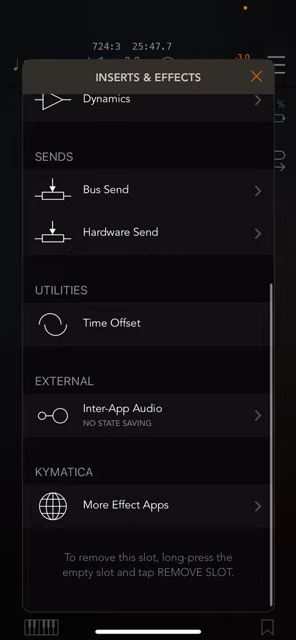 724:3 25:47.7
-3.0
INSERTS & EFFECTS
Dynamics
SENDS
Bus Send
Hardware Send
UTILITIES
Time Offset
EXTERNAL
Inter-App Audio
NO STATE SAVING
KYMATICA
More Effect Apps
To remove this slot, long-press the
empty slot and tap REMOVE SLOT.
%